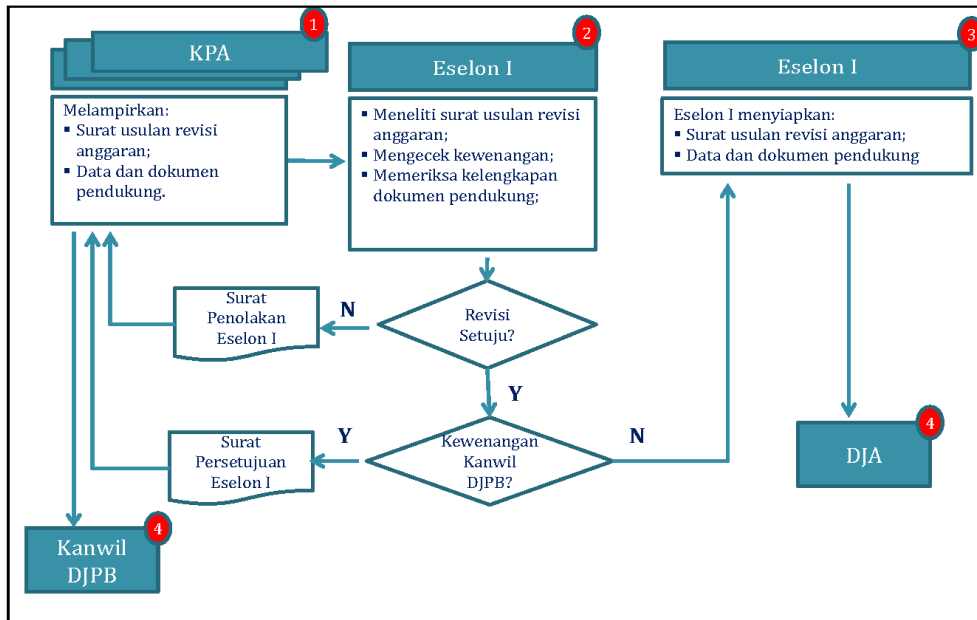 1
KPA
Melampirkan:
▪ Surat usulan revisi
anggaran;
▪ Data dan dokumen
pendukung.
2
Eselon I
▪ Meneliti surat usulan revisi
anggaran;
▪ Mengecek kewenangan;
▪ Memeriksa kelengkapan
dokumen pendukung;
3
Eselon I
Eselon I menyiapkan:
▪ Surat usulan revisi anggaran;
▪ Data dan dokumen pendukung
Surat
Penolakan
Eselon I
N
Revisi
Setuju?
Y
Surat
Persetujuan
Eselon I
Y
Kewenangan
Kanwil
DJPB?
N
4
DJA
4
Kanwil
DJPB